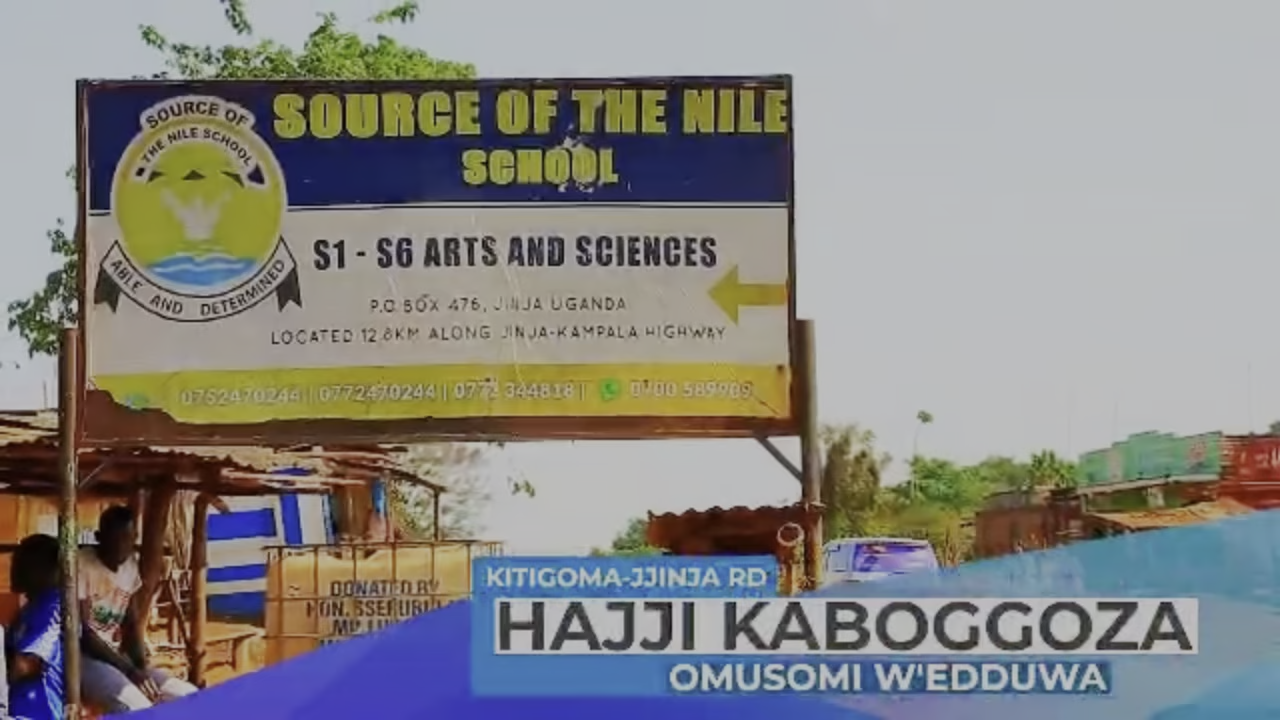 SOURCE OF
THE NILE SCHOOL
ABLE AND DETERMINED
SOURCE OF THE NILE
SCHOOL
S1 - S6 ARTS AND SCIENCES
P.O BOX 476, JINJA UGANDA
LOCATED 12.8KM ALONG JINJA-KAMPALA HIGHWAY
0752470244 | 0772470244 | 0772 344818 | 0700 589909
DONATED BY
HON.
KITIGOMA-JJINJA RD
HAJJI KABOGGOZA
OMUSOMI W'EDDUWA